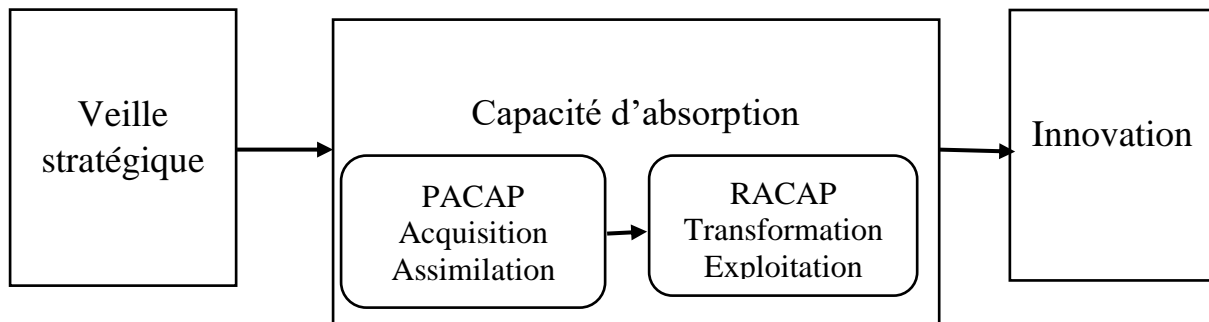 Veille
stratégique
Capacité d’absorption
PACAP
Acquisition
Assimilation
RACAP
Transformation
Exploitation
Innovation